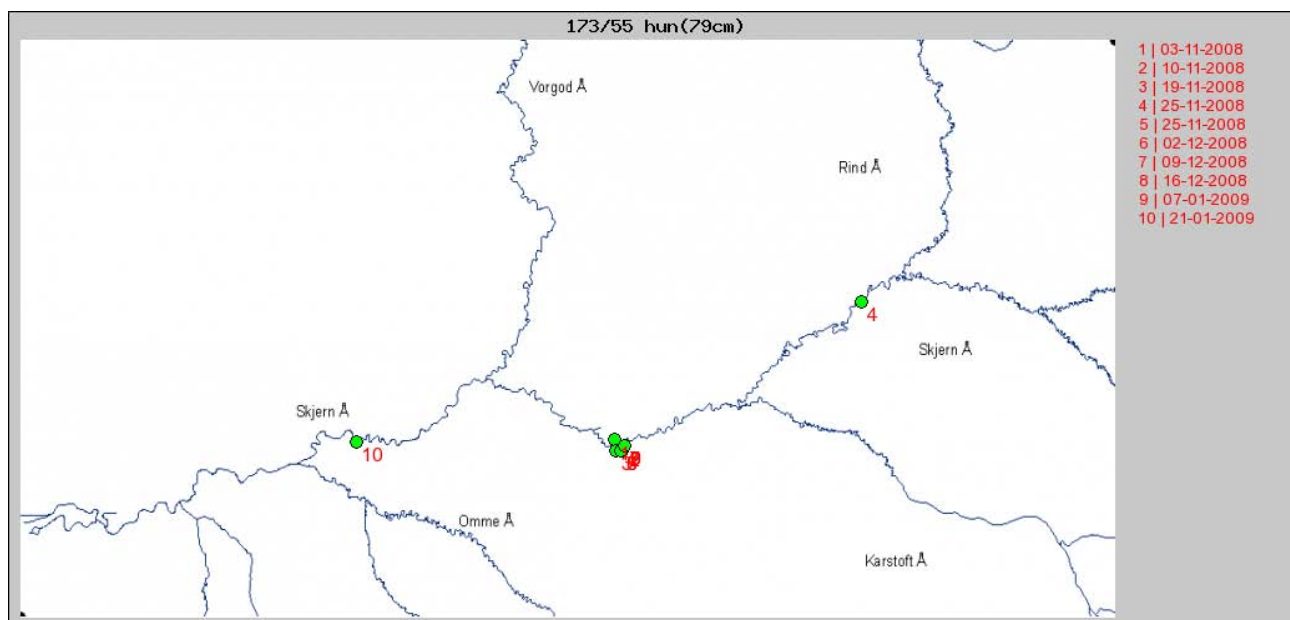 173/55 hun(79cm)
1 | 03-11-2008
2 | 10-11-2008
3 | 19-11-2008
4 | 25-11-2008
5 | 25-11-2008
6 | 02-12-2008
7 | 09-12-2008
8 | 16-12-2008
9 | 07-01-2009
10 | 21-01-2009
Vorgod Å
Rind Å
4
Skjern Å
Skjern Å
10
Omme Å
Karstoft Å